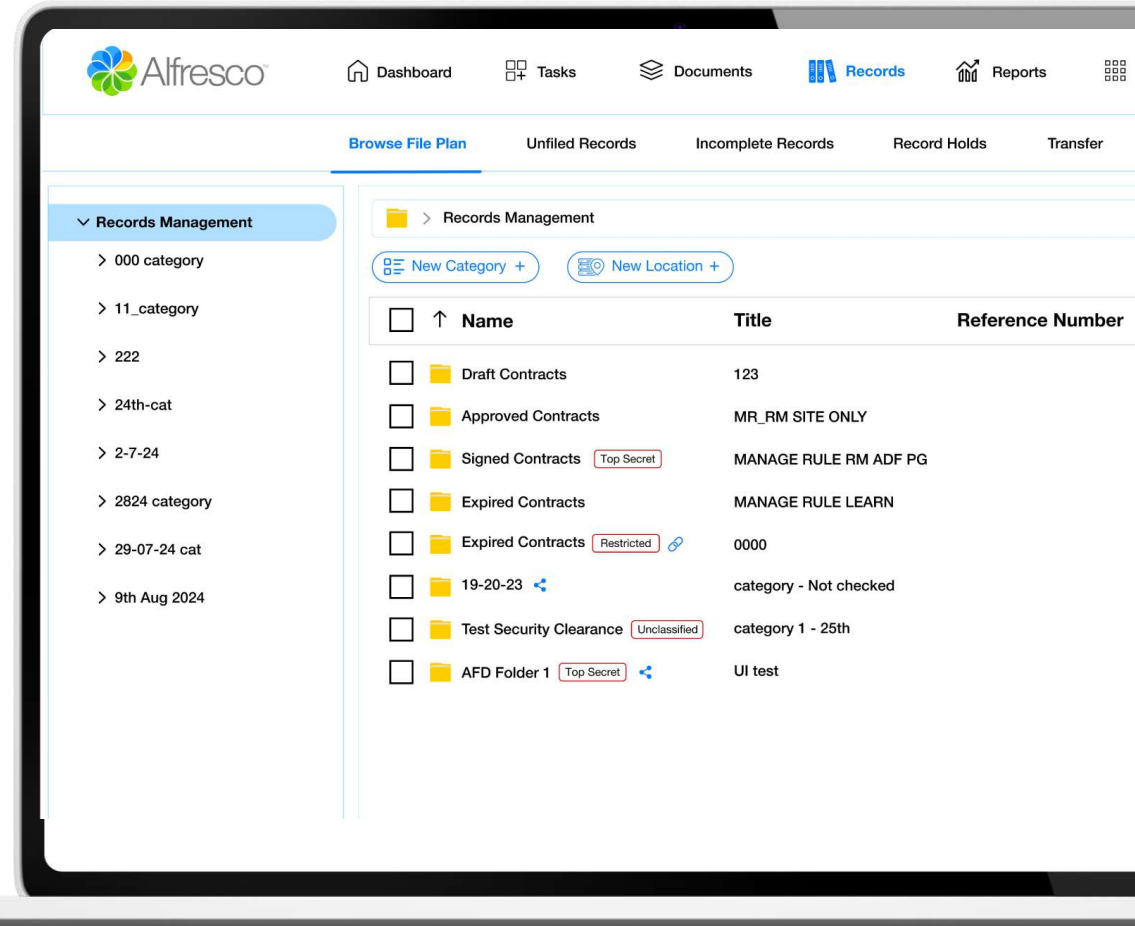 Alfresco™
Dashboard Tasks Documents Records Reports
Browse File Plan Unfiled Records Incomplete Records Record Holds Transfer
Records Management
000 category
11_category
222
24th-cat
2-7-24
2824 category
29-07-24 cat
9th Aug 2024
> Records Management
New Category + New Location +
↑ Name Title Reference Number
Draft Contracts 123
Approved Contracts MR_RM SITE ONLY
Signed Contracts Top Secret MANAGE RULE RM ADF PG
Expired Contracts MANAGE RULE LEARN
Expired Contracts Restricted 0000
19-20-23 category - Not checked
Test Security Clearance Unclassified category 1 - 25th
AFD Folder 1 Top Secret UI test